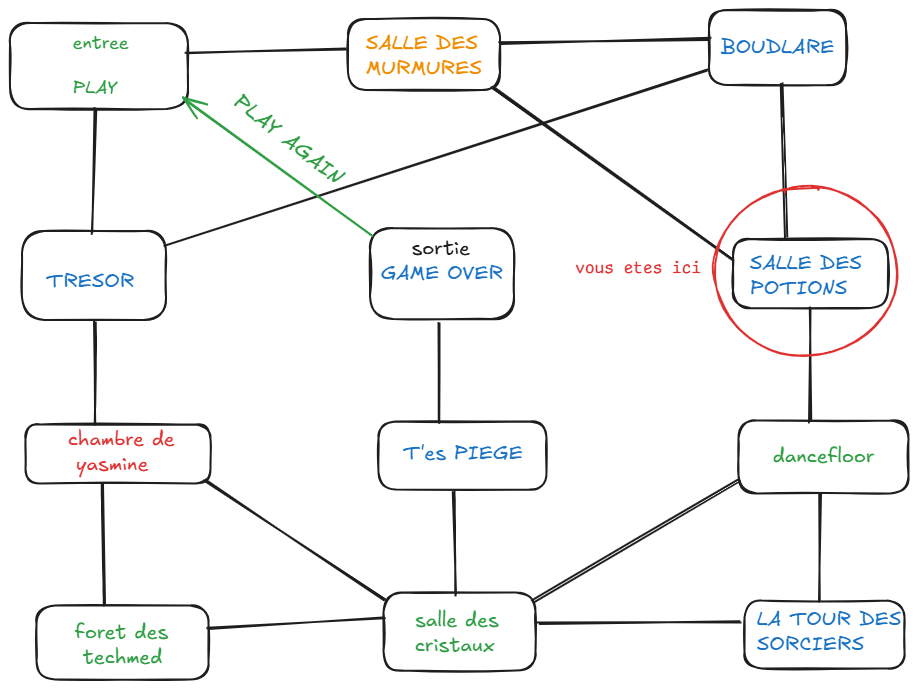 entree
PLAY
SALLE DES
MURMURES
BOUDLARE
PLAY AGAIN
TRESOR
sortie
GAME OVER
vous etes ici
SALLE DES
POTIONS
chambre de
yasmine
T'es PIEGE
dancefloor
foret des
techmed
salle des
cristaux
LA TOUR DES
SORCIERS